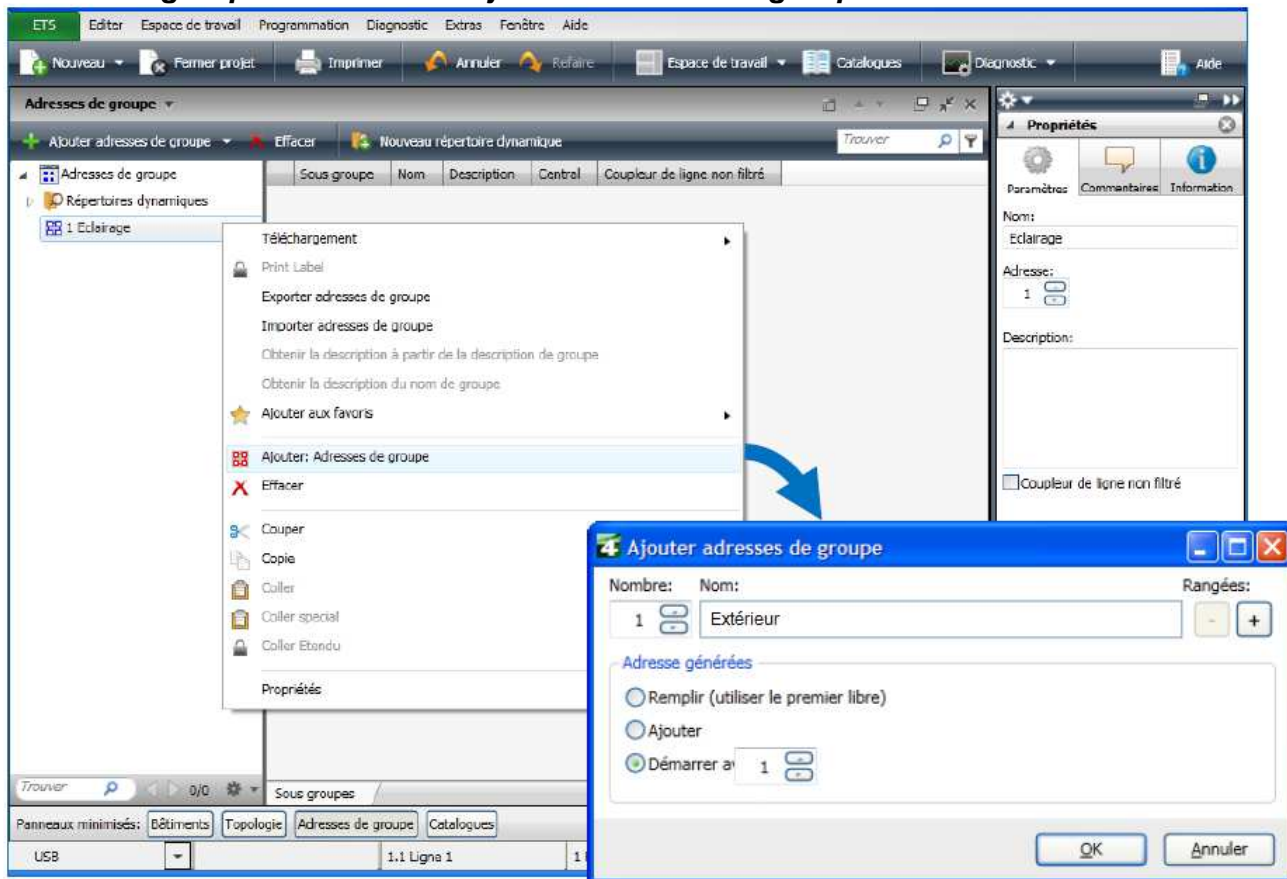 ETS Editer Espace de travail Programmation Diagnostic Extras Fenêtre Aide
Nouveau Fermer projet Imprimer Annuler Refaire Espace de travail Catalogues Diagnostic Aide
Adresses de groupe
Ajouter adresses de groupe Effacer Nouveau répertoire dynamique Trouver
Adresses de groupe
Répertoires dynamiques
1 Eclairage
Sous groupe Nom Description Central Coupleur de ligne non filtré
Téléchargement
Print Label
Exporter adresses de groupe
Importer adresses de groupe
Obtenir la description à partir de la description de groupe
Obtenir la description du nom de groupe
Ajouter aux favoris
Ajouter: Adresses de groupe
Effacer
Couper
Copie
Coller
Coller special
Coller Etendu
Propriétés
Propriétés
Paramètres Commentaires Information
Nom:
Eclairage
Adresse:
1
Description:
Coupleur de ligne non filtré
4 Ajouter adresses de groupe
Nombre: Nom: Rangées:
1 Extérieur - +
Adresse générées
Remplir (utiliser le premier libre)
Ajouter
Démarrer av 1
OK Annuler
Trouver 0/0 Sous groupes
Panneaux minimisés: Bâtiments Topologie Adresses de groupe Catalogues
USB 1.1 Ligne 1